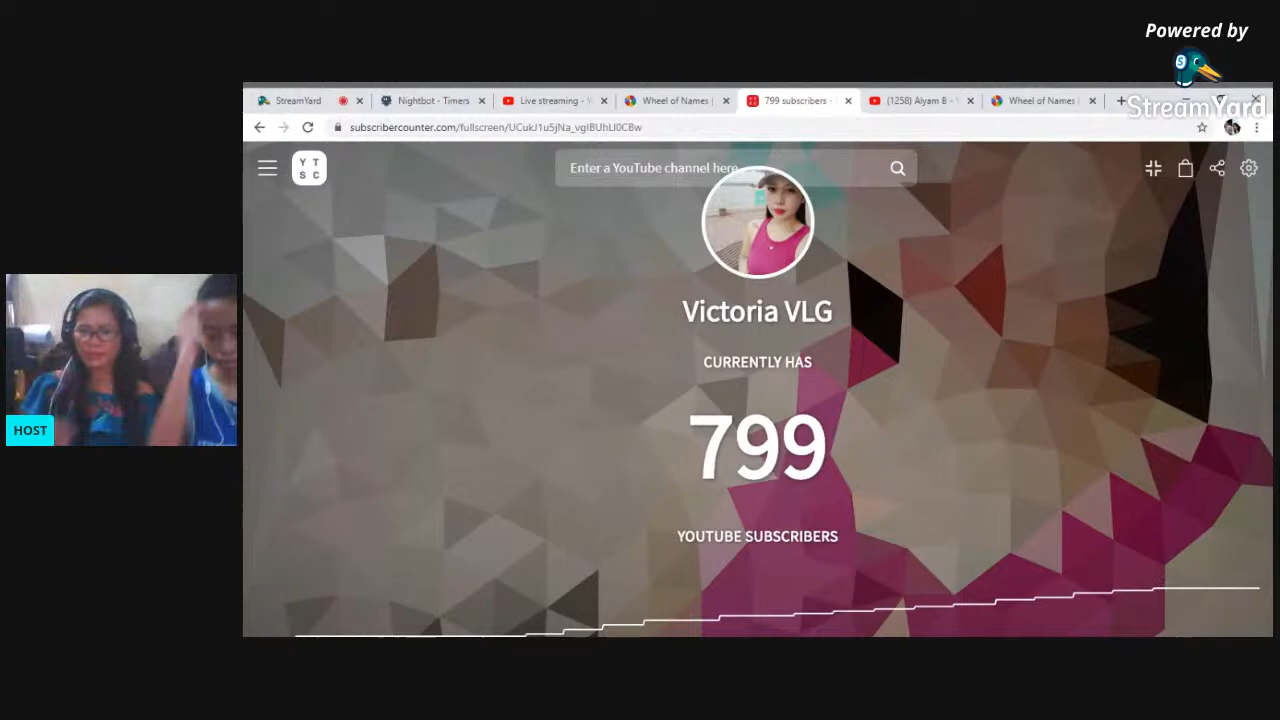 Powered by
StreamYard
StreamYard
Nightbot - Timers
Live streaming - Y
Wheel of Names |
799 subscribers -
(1258) Alyam B - Y
Wheel of Names |
subscribercounter.com/fullscreen/UCukJ1u5jNa_vgIBUhLI0CBw
Y T
S C
Enter a YouTube channel here
Victoria VLG
CURRENTLY HAS
799
YOUTUBE SUBSCRIBERS
HOST